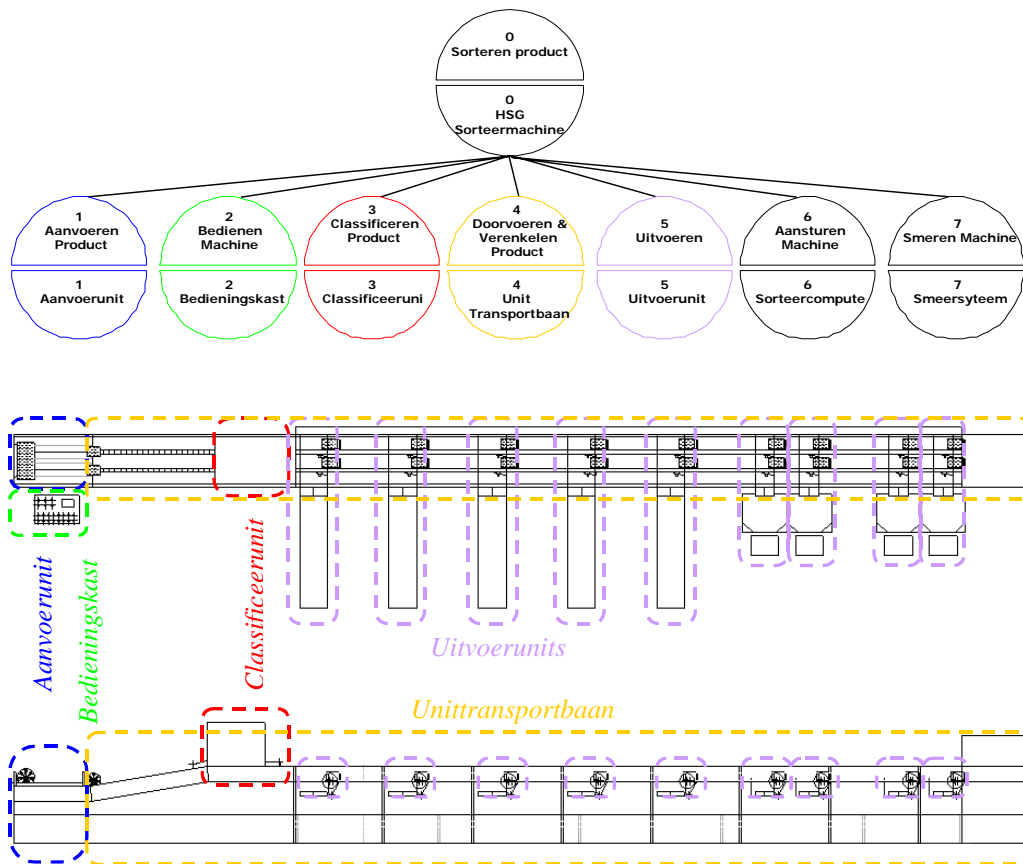 0
Sorteren product
0
HSG
Sorteermachine
1
Aanvoeren
Product
1
Aanvoerunit
2
Bedienen
Machine
2
Bedieningskast
3
Classificeren
Product
3
Classificeeruni
4
Doorvoeren &
Verenkelen
Product
4
Unit
Transportbaan
5
Uitvoeren
5
Uitvoerunit
6
Aansturen
Machine
6
Sorteercompute
7
Smeren Machine
7
Smeersyteem
Aanvoerunit
Bedieningskast
Classificeerunit
Uitvoerunits
Unittransportbaan